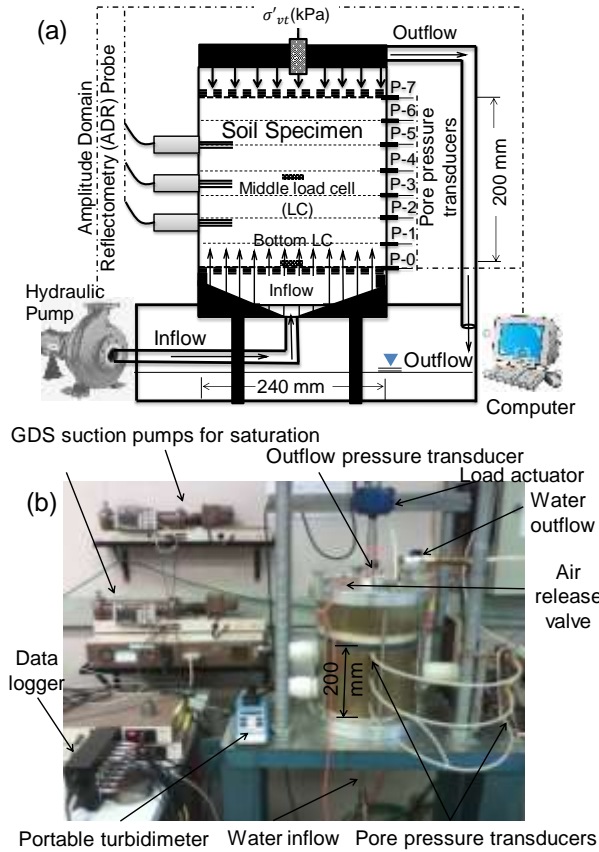 (a)
σ'vt(kPa)
Outflow
Amplitude Domain
Reflectometry (ADR) Probe
Soil Specimen
P-7
P-6
P-5
P-4
P-3
P-2
P-1
P-0
Pore pressure
transducers
200 mm
Middle load cell
(LC)
Bottom LC
Inflow
Hydraulic
Pump
Inflow
Outflow
240 mm
Computer
GDS suction pumps for saturation
Outflow pressure transducer
Load actuator
Water
outflow
(b)
Air
release
valve
Data
logger
200
mm
Portable turbidimeter
Water inflow
Pore pressure transducers